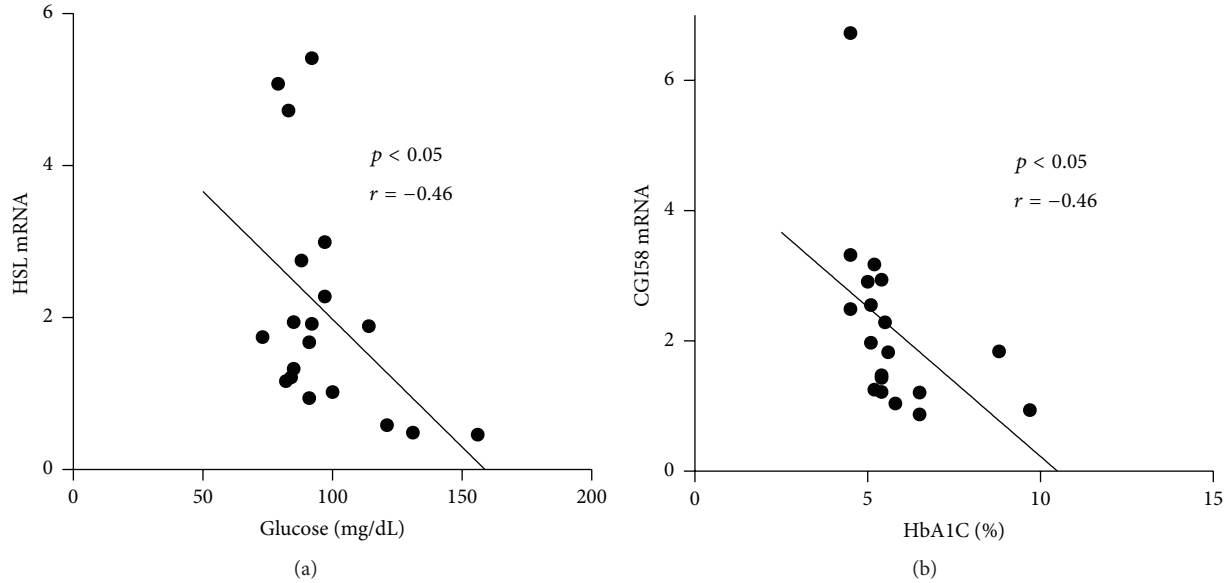 6
4
2
0
HSL mRNA
p < 0.05
r = −0.46
0
50
100
150
200
Glucose (mg/dL)
(a)
6
4
2
0
CGI58 mRNA
p < 0.05
r = −0.46
0
5
10
15
HbA1C (%)
(b)